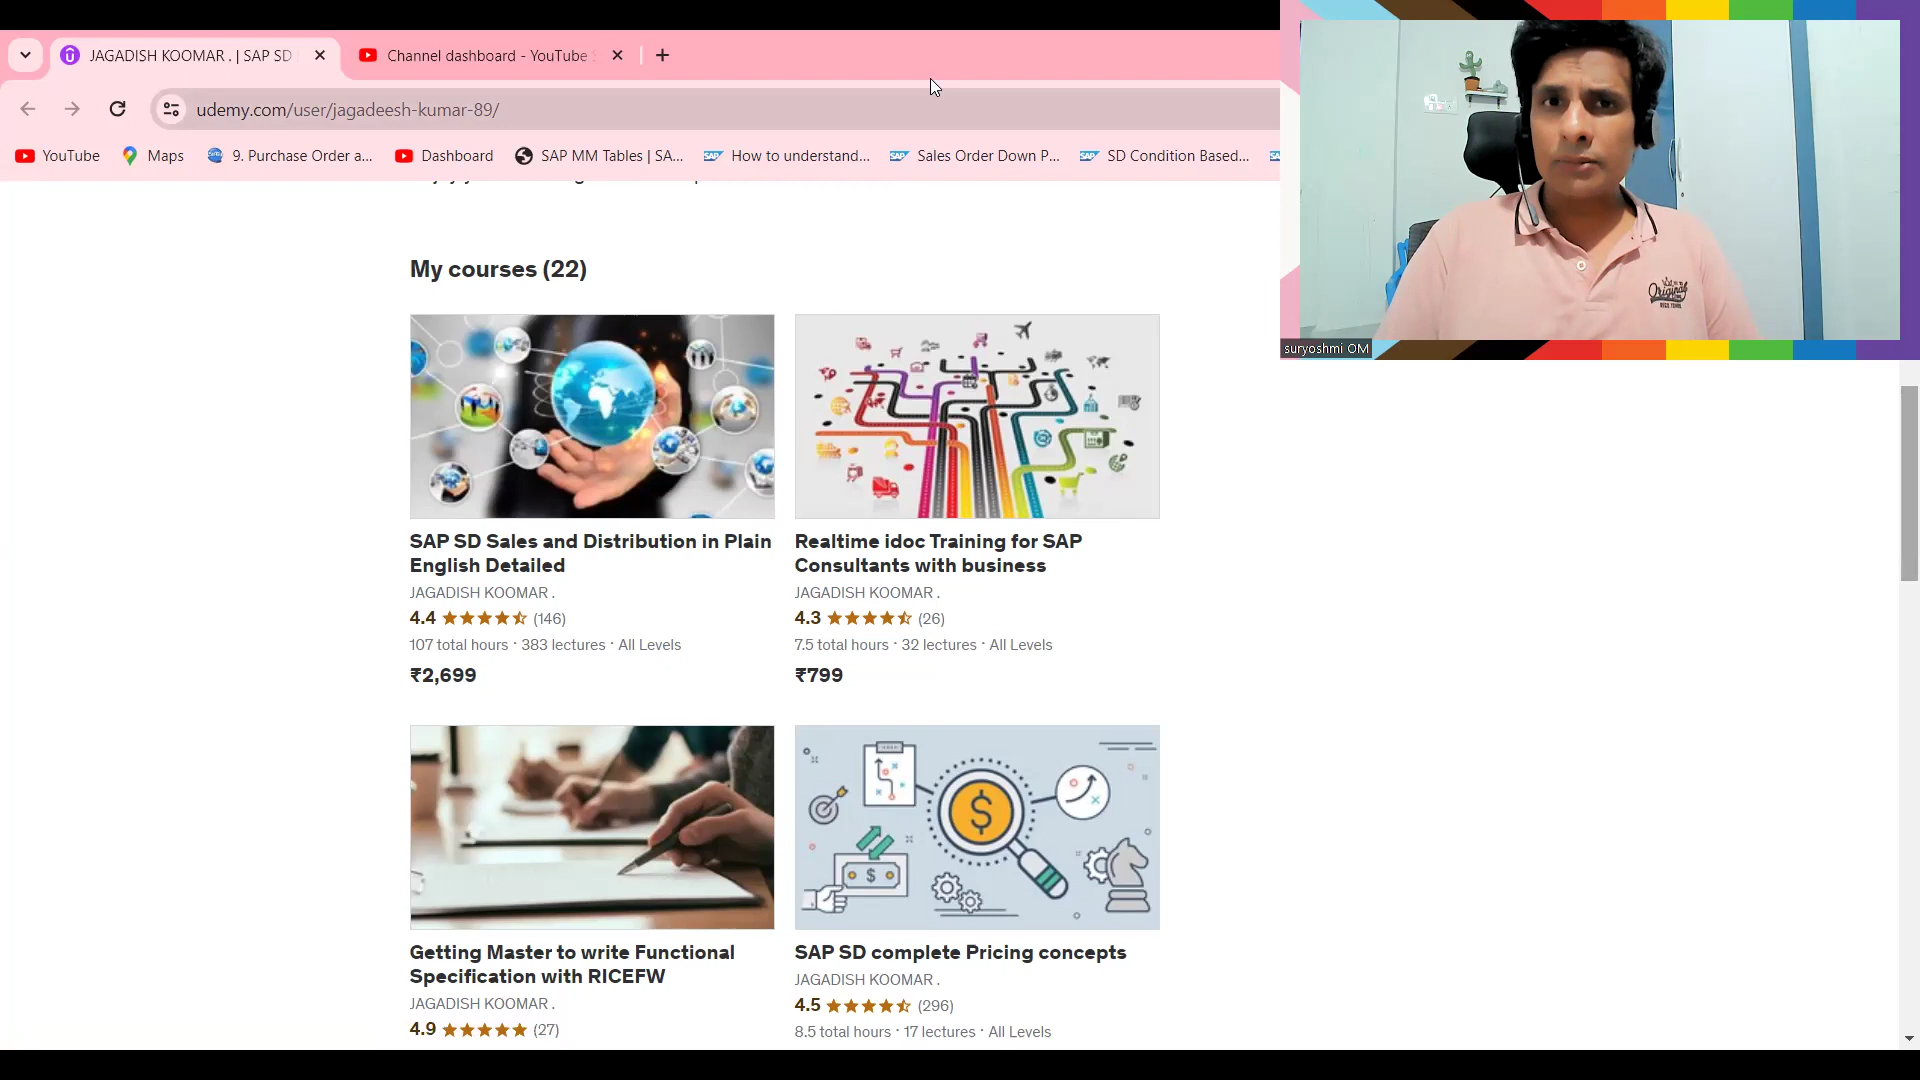 JAGADISH KOOMAR . | SAP SD
Channel dashboard - YouTube S
udemy.com/user/jagadeesh-kumar-89/
YouTube
Maps
9. Purchase Order a...
Dashboard
SAP MM Tables | SA...
SAP
How to understand...
SAP
Sales Order Down P...
SAP
SD Condition Based...
My courses (22)
SAP SD Sales and Distribution in Plain
English Detailed
JAGADISH KOOMAR .
4.4 (146)
107 total hours · 383 lectures · All Levels
₹2,699
Realtime idoc Training for SAP
Consultants with business
JAGADISH KOOMAR .
4.3 (26)
7.5 total hours · 32 lectures · All Levels
₹799
Getting Master to write Functional
Specification with RICEFW
JAGADISH KOOMAR .
4.9 (27)
SAP SD complete Pricing concepts
JAGADISH KOOMAR .
4.5 (296)
8.5 total hours · 17 lectures · All Levels
Original
suryoshmi OM